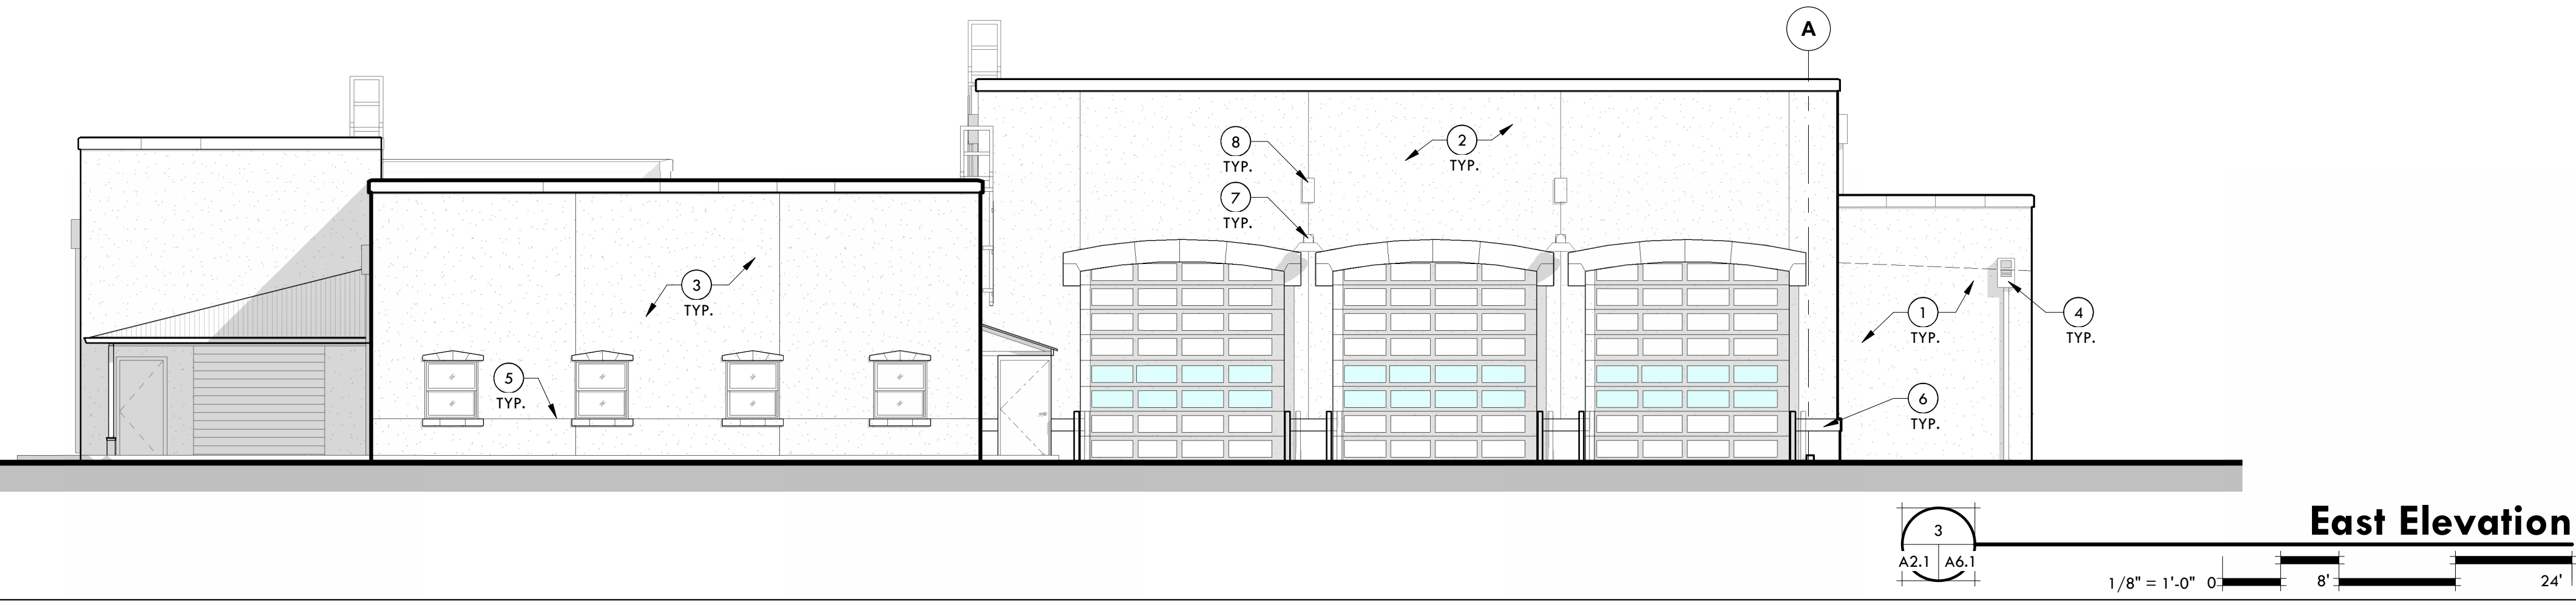 A
8
TYP.
2
TYP.
7
TYP.
3
TYP.
1
TYP.
4
TYP.
5
TYP.
6
TYP.
East Elevation
3
A2.1 A6.1
1/8" = 1'-0" 0 8' 24'